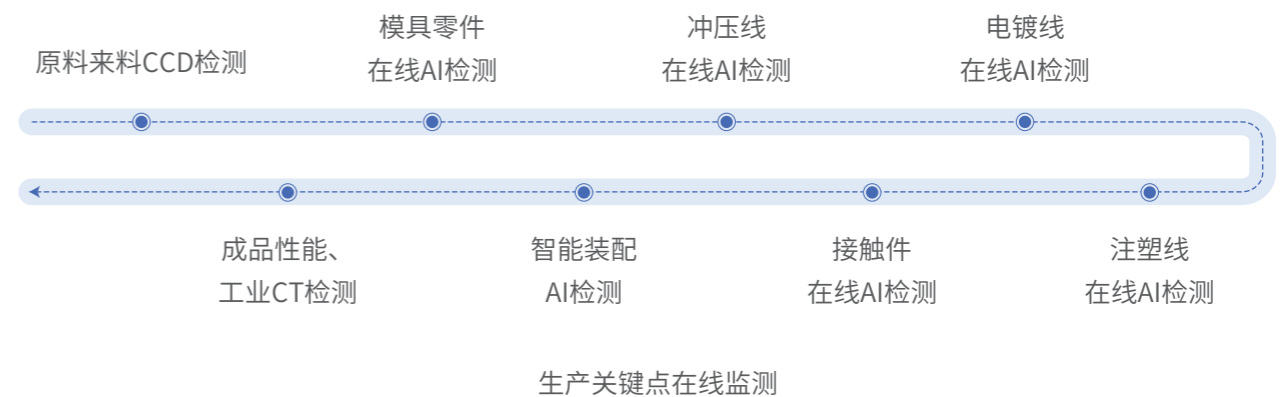 原料来料CCD检测
模具零件
在线AI检测
冲压线
在线AI检测
电镀线
在线AI检测
注塑线
在线AI检测
接触件
在线AI检测
智能装配
AI检测
成品性能、
工业CT检测
生产关键点在线监测